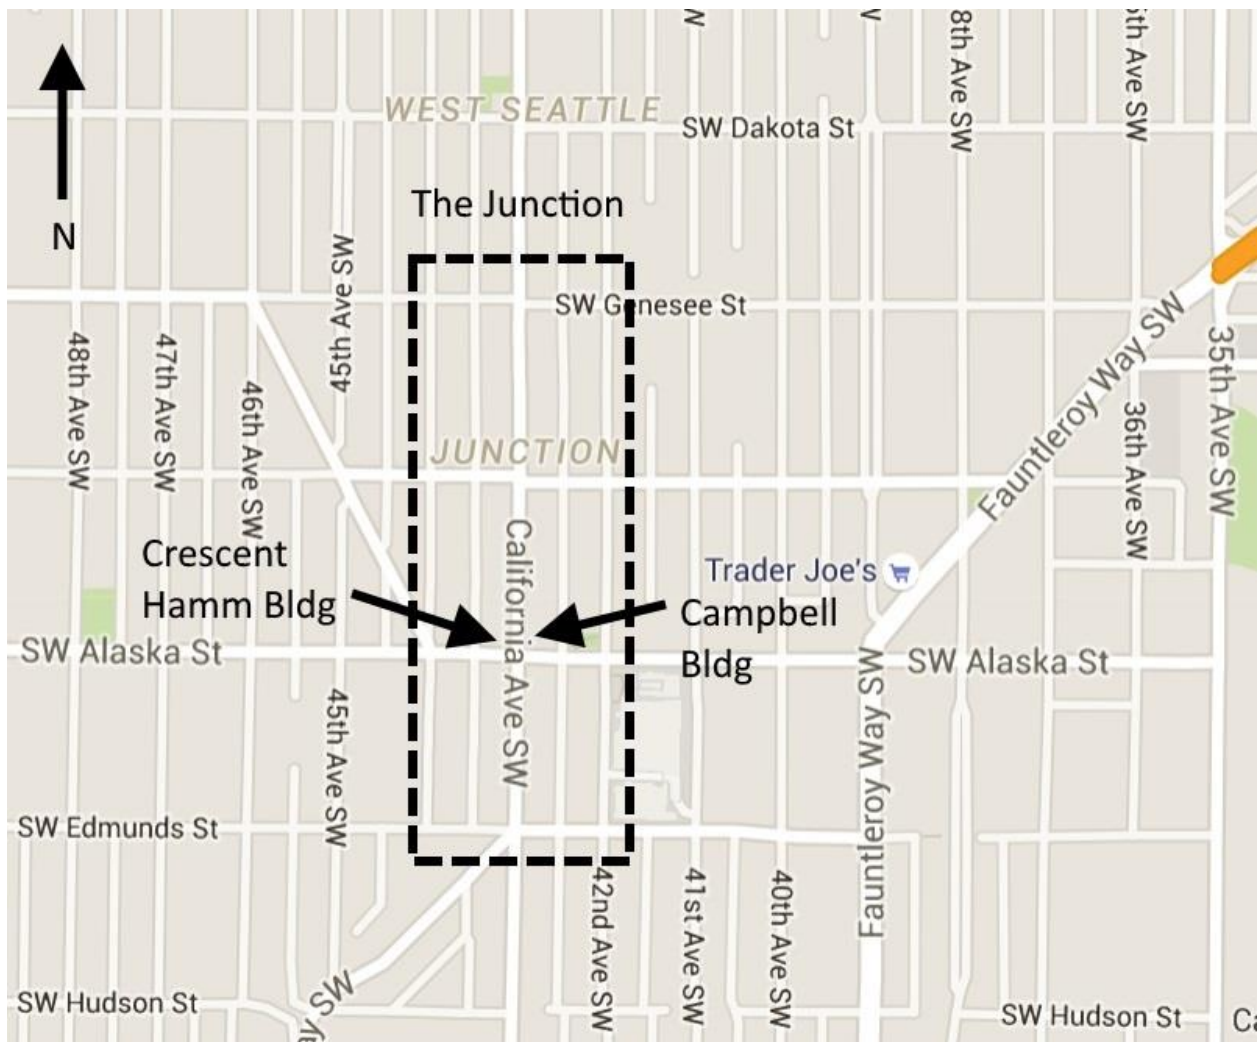 WEST SEATTLE
SW Dakota St
8th Ave SW
The Junction
N
45th Ave SW
SW Genesee St
48th Ave SW
47th Ave SW
46th Ave SW
JUNCTION
Fauntleroy Way SW
35th Ave SW
36th Ave SW
California Ave SW
Crescent
Hamm Bldg
Trader Joe's
Campbell
Bldg
SW Alaska St
SW Alaska St
45th Ave SW
Fauntleroy Way SW
SW Edmunds St
42nd Ave SW
41st Ave SW
40th Ave SW
SW Hudson St
SW
SW Hudson St